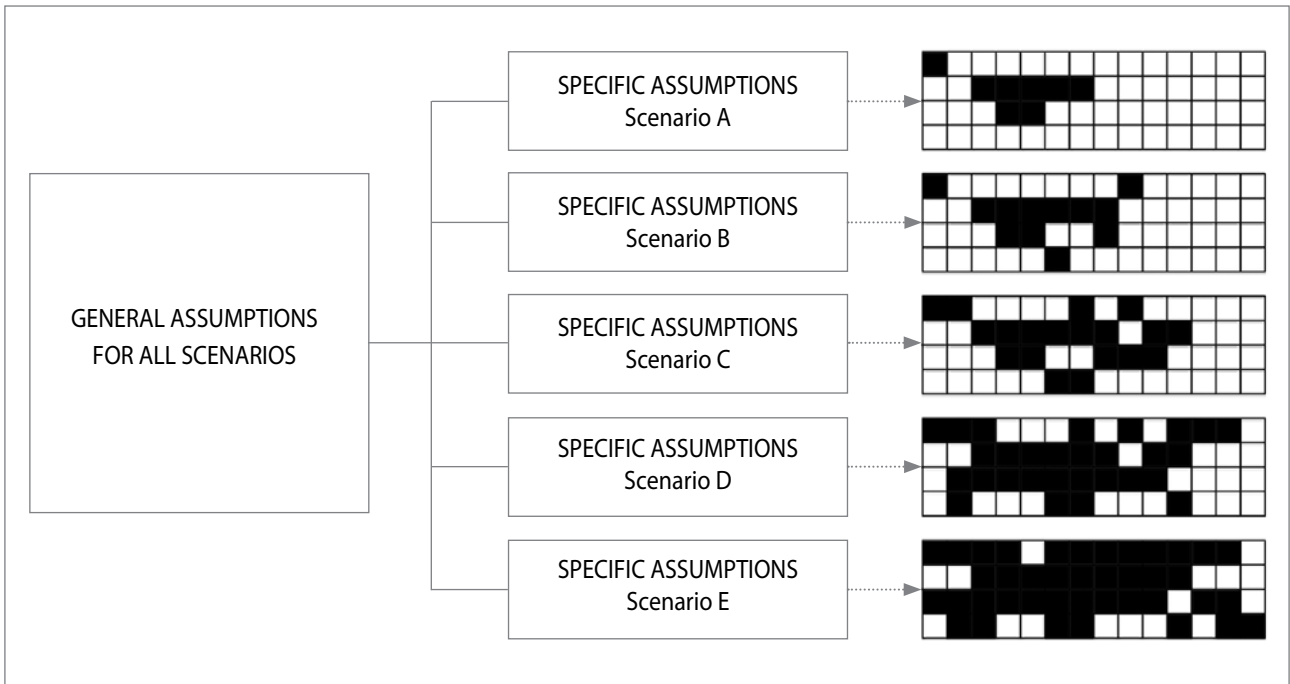 GENERAL ASSUMPTIONS
FOR ALL SCENARIOS
SPECIFIC ASSUMPTIONS
Scenario A
SPECIFIC ASSUMPTIONS
Scenario B
SPECIFIC ASSUMPTIONS
Scenario C
SPECIFIC ASSUMPTIONS
Scenario D
SPECIFIC ASSUMPTIONS
Scenario E